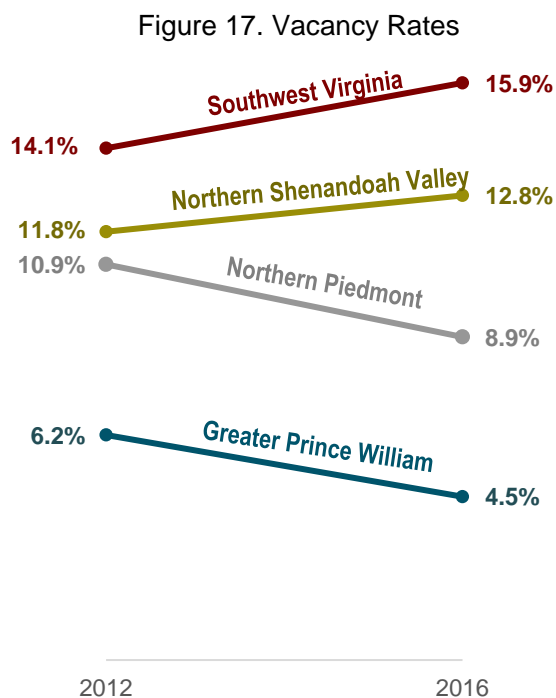 Figure 17. Vacancy Rates
Southwest Virginia
15.9%
14.1%
Northern Shenandoah Valley
12.8%
11.8%
10.9%
Northern Piedmont
8.9%
6.2%
Greater Prince William
4.5%
2012
2016